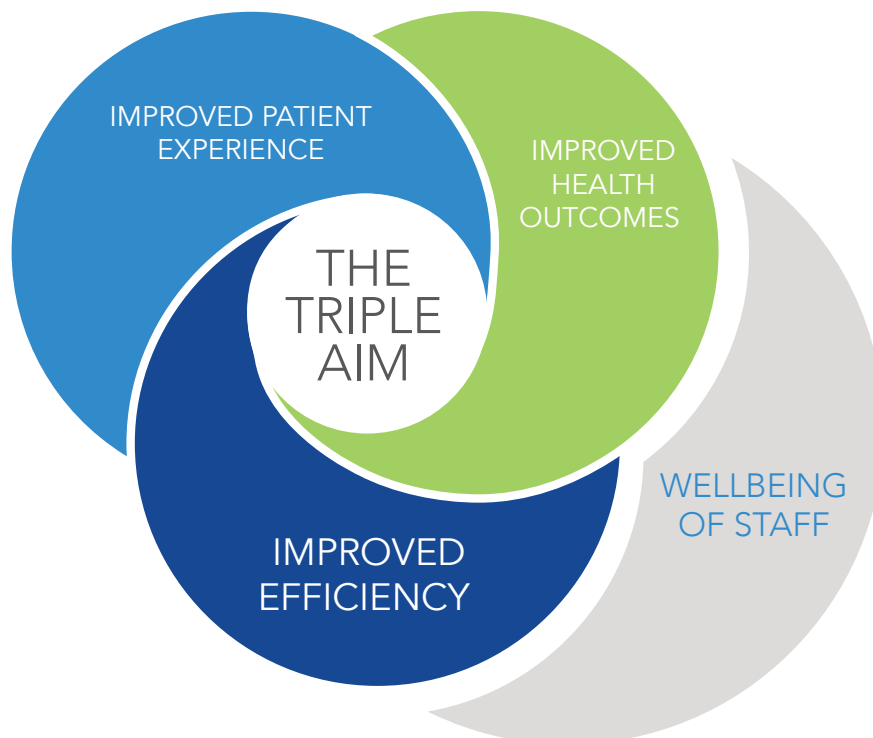 IMPROVED PATIENT
EXPERIENCE
IMPROVED
HEALTH
OUTCOMES
THE
TRIPLE
AIM
WELLBEING
OF STAFF
IMPROVED
EFFICIENCY